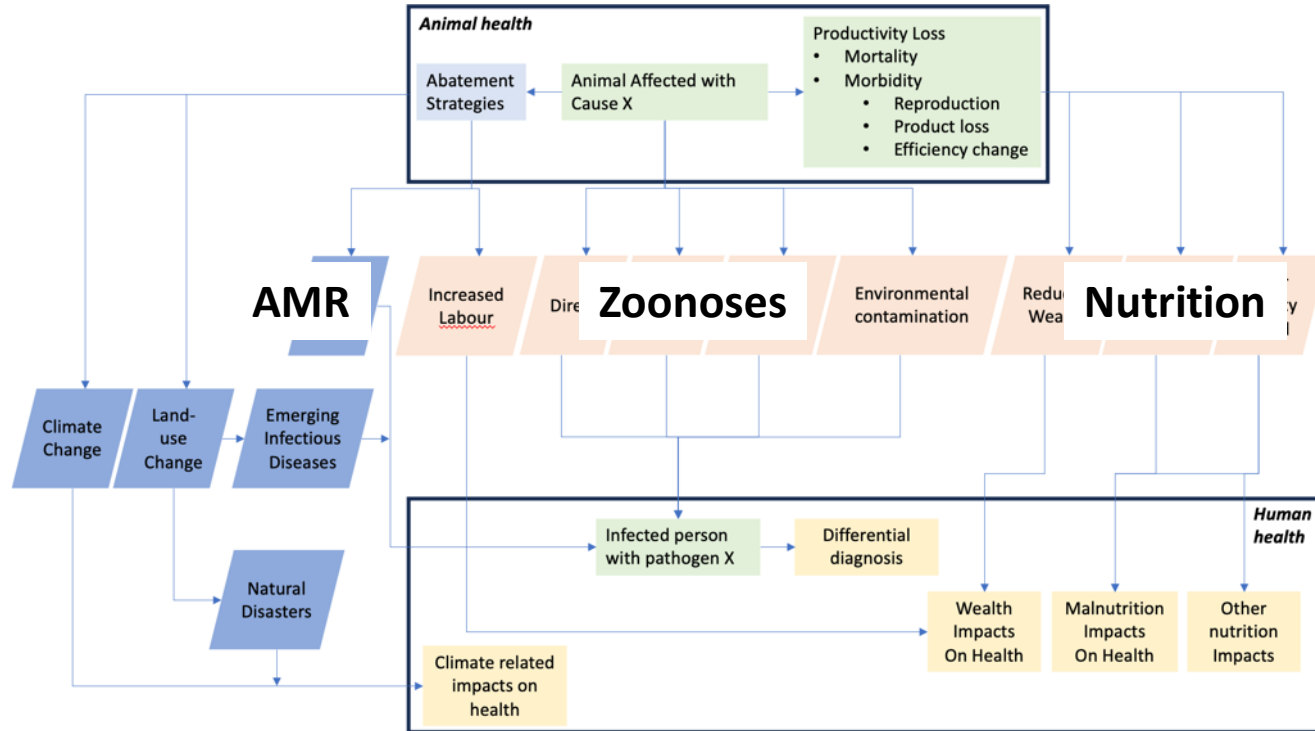 Animal health
Productivity Loss
• Mortality
• Morbidity
• Reproduction
• Product loss
• Efficiency change
Abatement
Strategies
Animal Affected with
Cause X
AMR
Increased
Labour
Zoonoses
Environmental
contamination
Nutrition
Climate
Change
Land-
use
Change
Emerging
Infectious
Diseases
Human
health
Infected person
with pathogen X
Differential
diagnosis
Natural
Disasters
Wealth
Impacts
On Health
Malnutrition
Impacts
On Health
Other
nutrition
Impacts
Climate related
impacts on
health